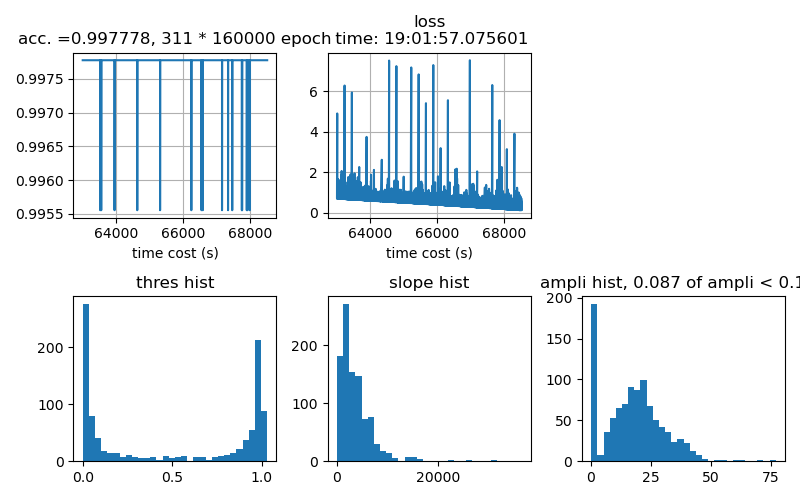 loss
acc. =0.997778, 311 * 160000 epoch time: 19:01:57.075601
0.9975
0.9970
0.9965
0.9960
0.9955
64000 66000 68000
time cost (s)
6
4
2
0
64000 66000 68000
time cost (s)
thres hist
200
100
0
0.0 0.5 1.0
slope hist
200
100
0
0 20000
ampli hist, 0.087 of ampli < 0.1
200
150
100
50
0
0 25 50 75